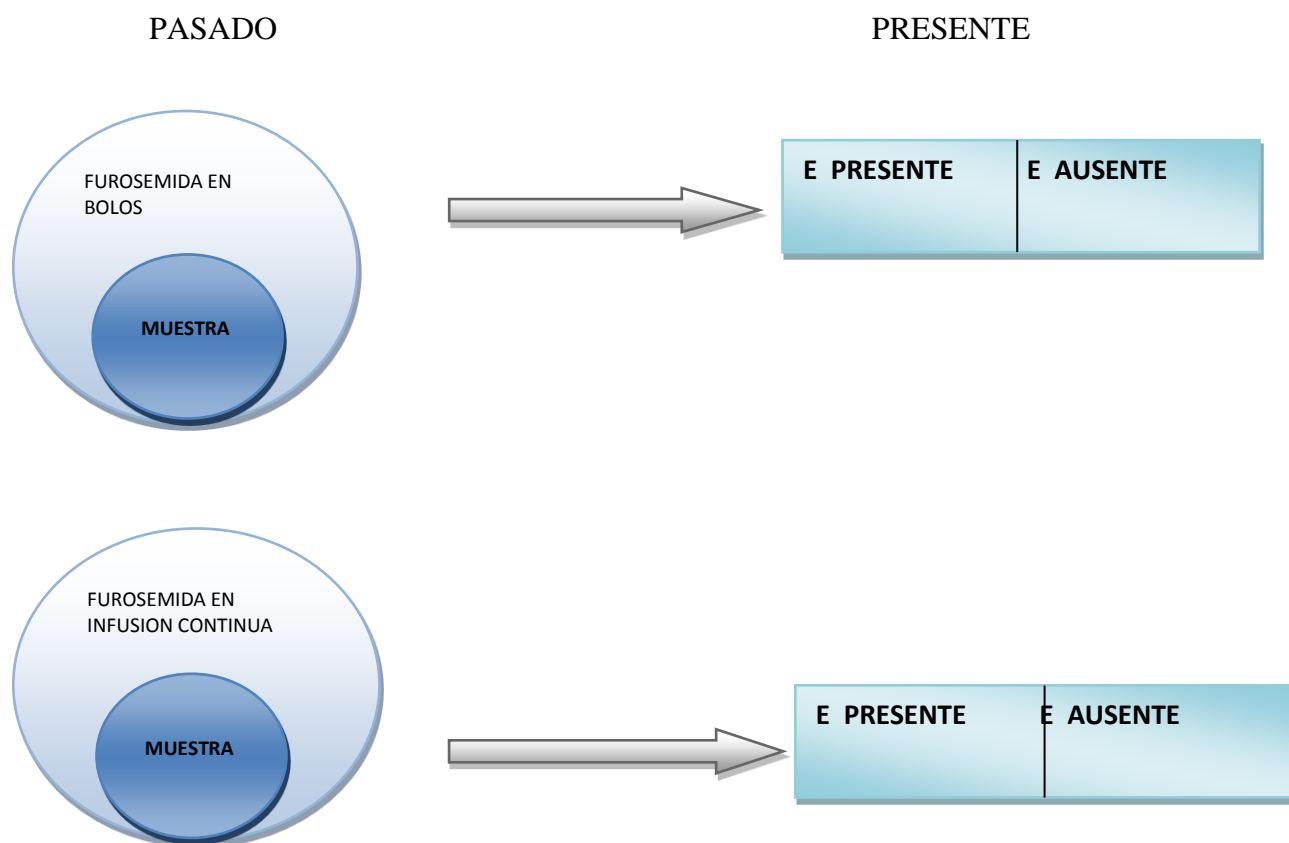 PASADO
PRESENTE
FUROSEMIDA EN
BOLOS
MUESTRA
E PRESENTE
E AUSENTE
FUROSEMIDA EN
INFUSION CONTINUA
MUESTRA
E PRESENTE
E AUSENTE